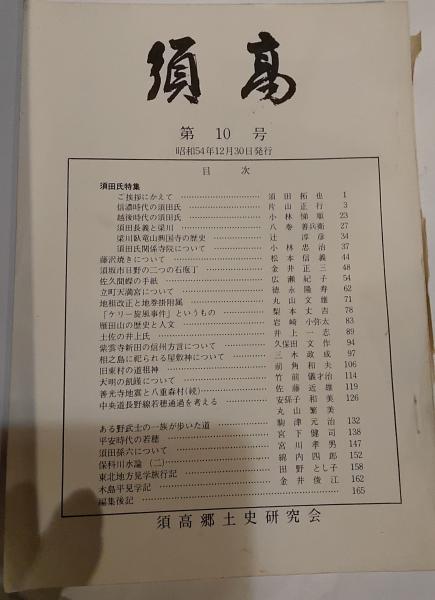 須高
第 10 号
昭和54年12月30日発行
目 次
須田氏特集
ご挨拶にかえて 須田拓也 1
信濃時代の須田氏 片山正行 3
越後時代の須田氏 小林悌順 23
須田長義と梁川 八巻善兵衛 27
梁川臥竜山興国寺の歴史 辻淳彦 34
須田氏関係寺院について 小林忠治 37
藤沢焼きについて 松本信義 44
須坂市日野の二つの石庖丁 金井正三 48
佐久間艖の手紙 広瀬紀子 54
立町天満宮について 徳永隆寿 62
地租改正と地券掛附属 丸山文雄 71
「ケリー旋風事件」というもの 梨本丈吉 78
雁田山の歴史と人文 岩崎小弥太 83
土佐の井上氏 井上一志 89
紫雲寺新田の信州方言について 久保田文作 94
相之島に祀られる屋敷神について 三木政成 97
旧東村の道祖神 前角和夫 106
天明の飢饉について 竹前儀才治 114
善光寺地震と八重森村(続) 佐藤近雄 119
中央道長野線若穂通過を考える 安孫子和美 126
丸山繁美
ある野武士の一族が歩いた道 駒津元治 132
平安時代の若穂 宮下健司 138
須田孫六について 宮川孝男 147
保科川水論(二) 綿内四郎 152
東北地方見学旅行記 田野とし子 158
木島平見学記 金井俊江 162
編集後記 165
須高郷土史研究会